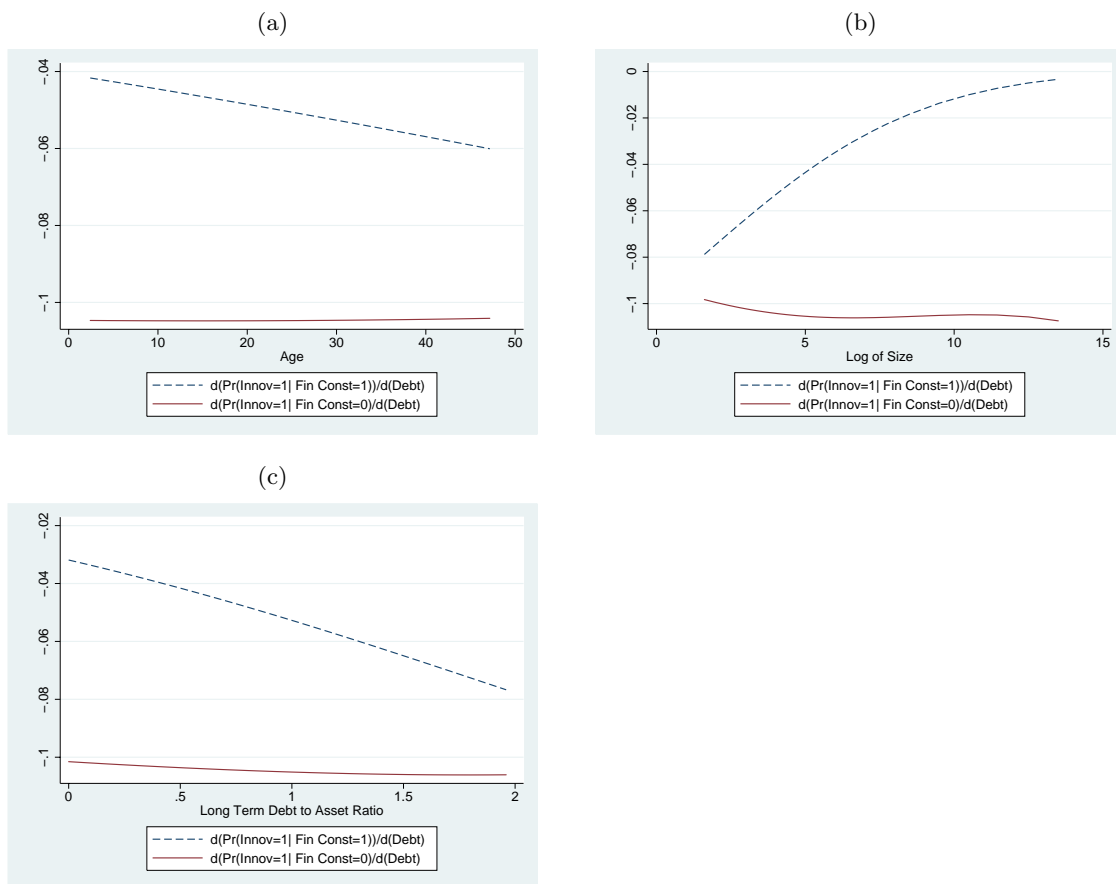 (a)
−.04
−.06
−.08
−.1
0 10 20 30 40 50
Age
d(Pr(Innov=1| Fin Const=1))/d(Debt)
d(Pr(Innov=1| Fin Const=0)/d(Debt)
(b)
0
−.02
−.04
−.06
−.08
−.1
0 5 10 15
Log of Size
d(Pr(Innov=1| Fin Const=1))/d(Debt)
d(Pr(Innov=1| Fin Const=0)/d(Debt)
(c)
−.02
−.04
−.06
−.08
−.1
0 .5 1 1.5 2
Long Term Debt to Asset Ratio
d(Pr(Innov=1| Fin Const=1))/d(Debt)
d(Pr(Innov=1| Fin Const=0)/d(Debt)